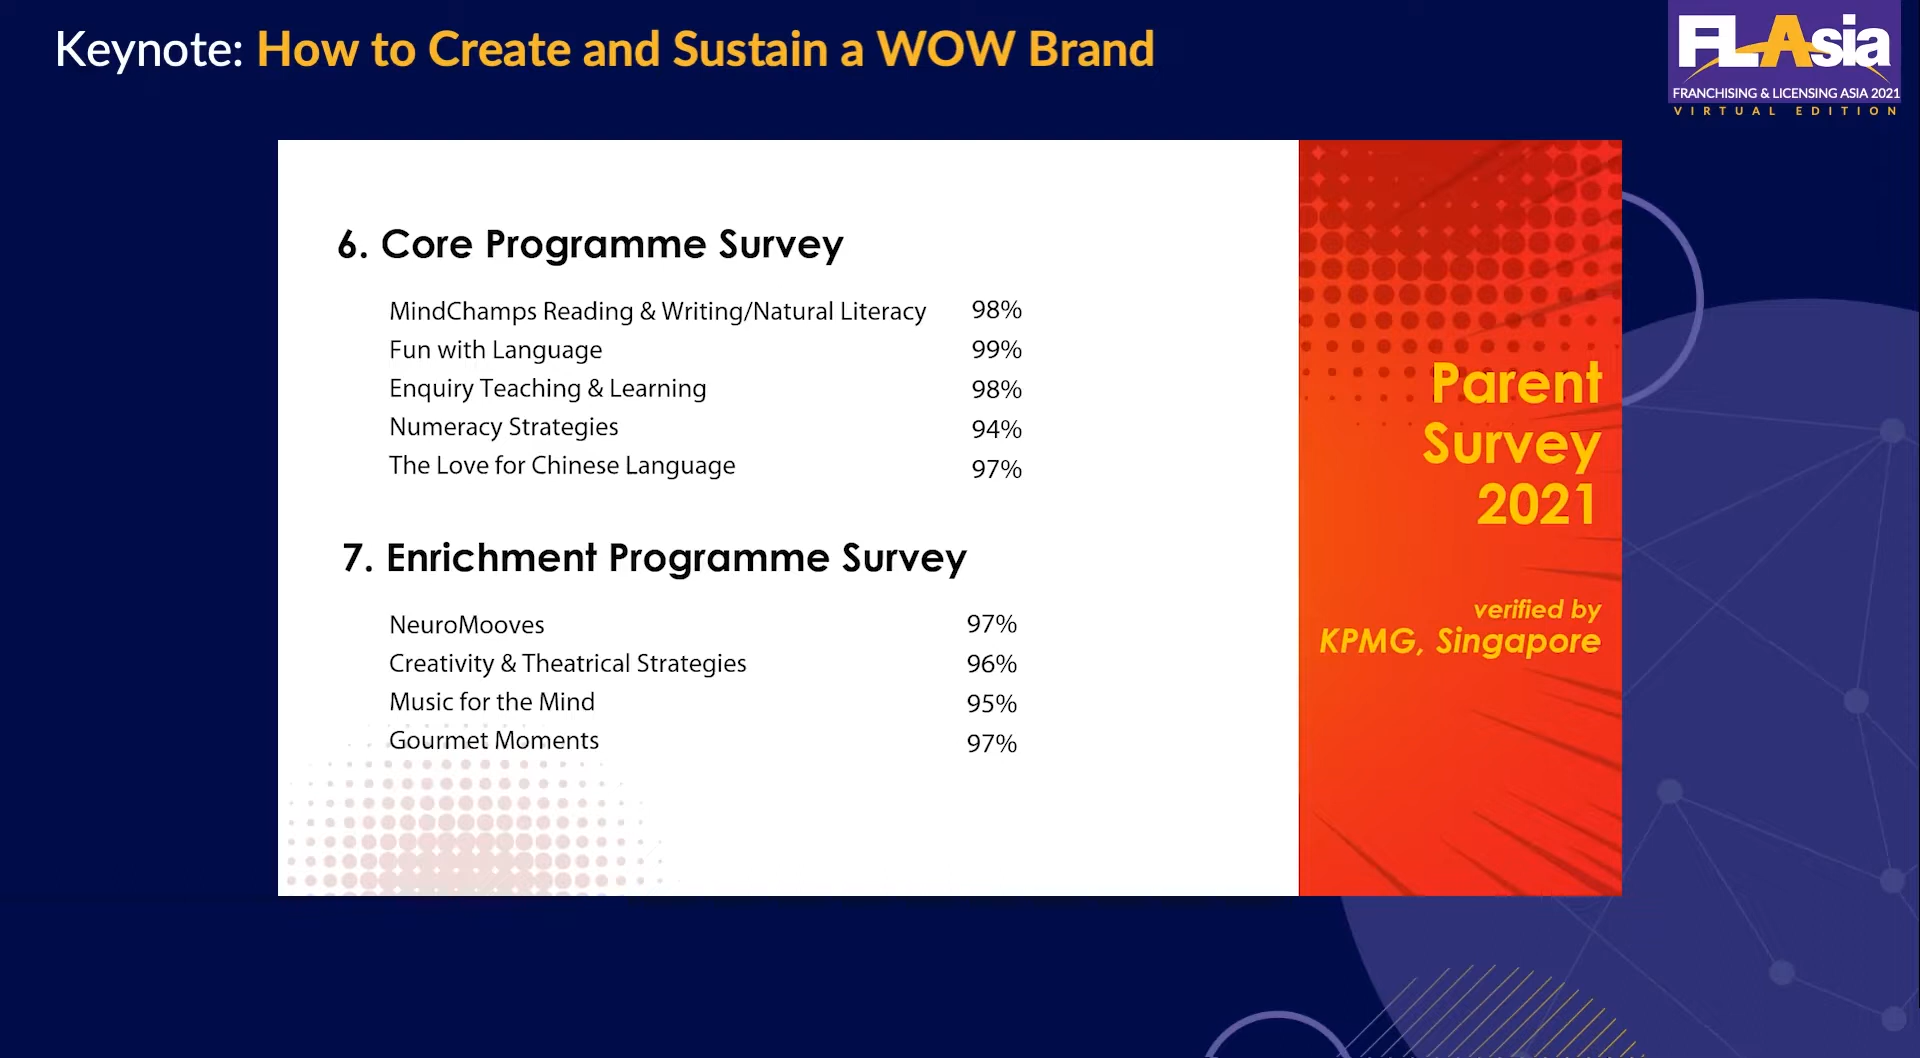 Keynote: How to Create and Sustain a WOW Brand
FLAsia
FRANCHISING & LICENSING ASIA 2021
VIRTUAL EDITION
6. Core Programme Survey
MindChamps Reading & Writing/Natural Literacy 98%
Fun with Language 99%
Enquiry Teaching & Learning 98%
Numeracy Strategies 94%
The Love for Chinese Language 97%
7. Enrichment Programme Survey
NeuroMooves 97%
Creativity & Theatrical Strategies 96%
Music for the Mind 95%
Gourmet Moments 97%
Parent
Survey
2021
verified by
KPMG, Singapore